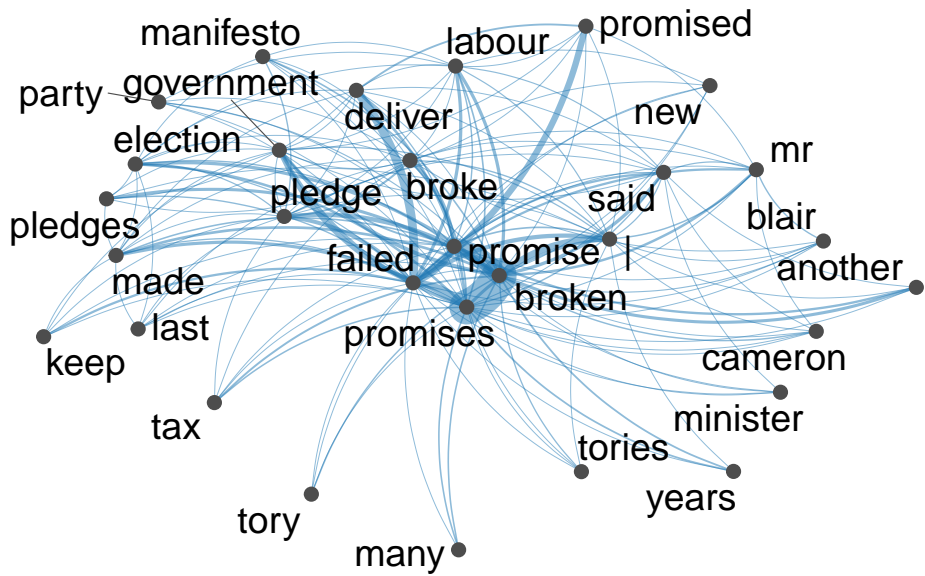 promised
manifesto
labour
government
party
deliver
new
election
mr
pledge
broke
said
pledges
blair
failed
promise
|
another
made
broken
last
promises
keep
cameron
minister
tax
tories
years
tory
many